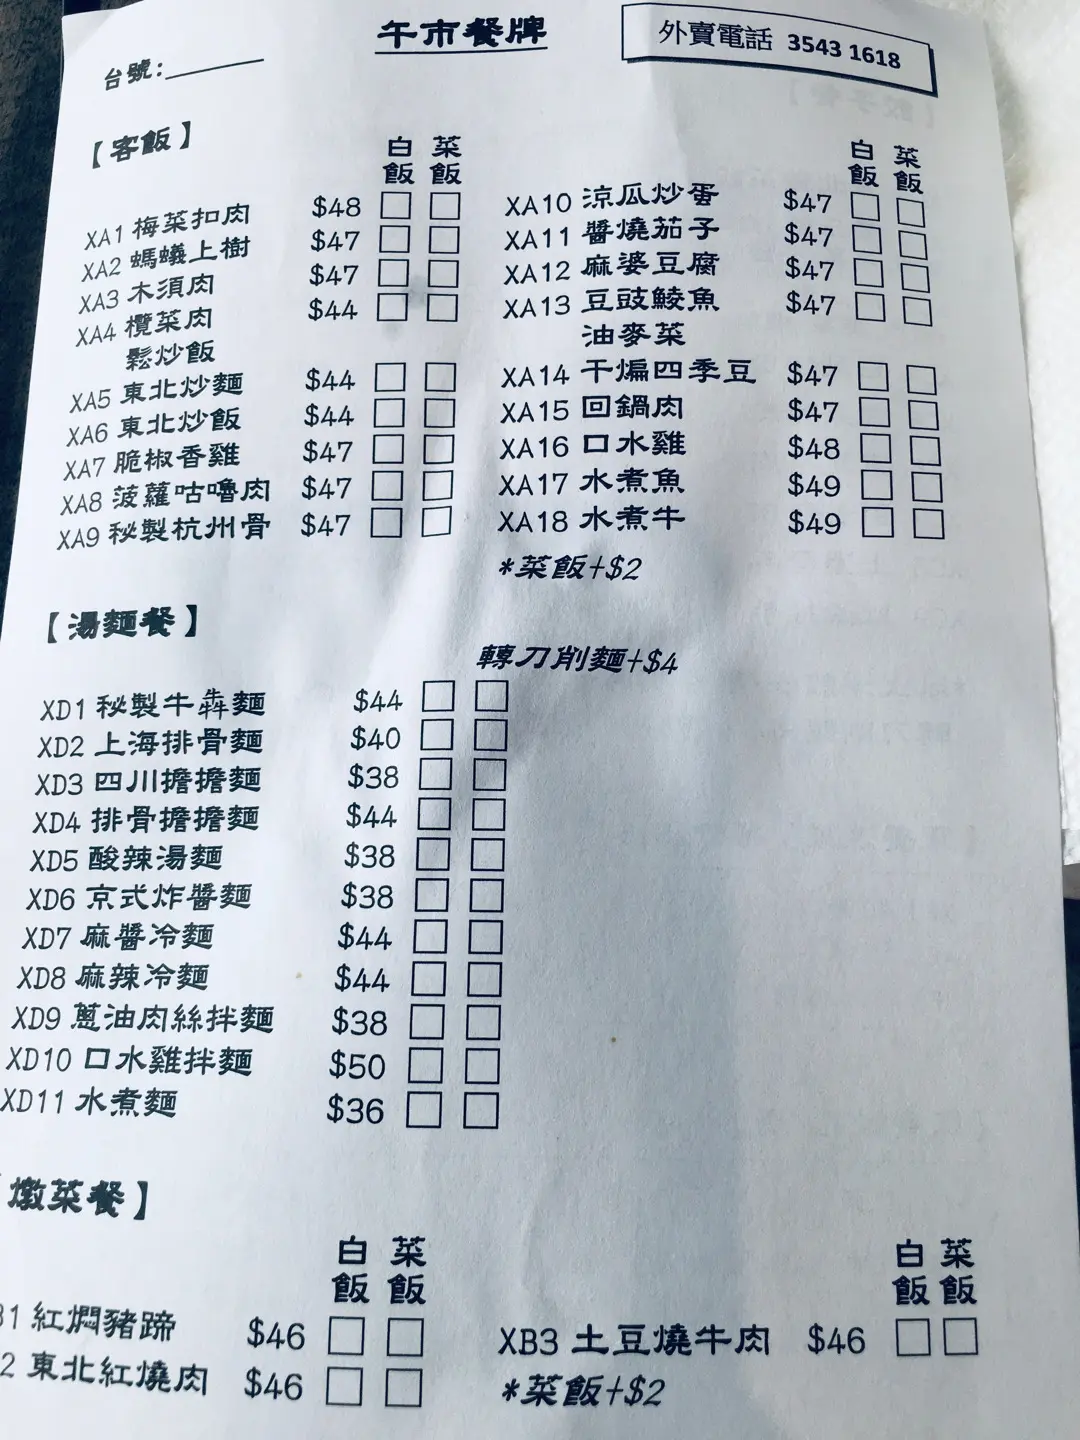 午市餐牌
外賣電話 3543 1618
台號:
【客飯】
白飯 菜飯
XA1 梅菜扣肉 $48
XA2 螞蟻上樹 $47
XA3 木須肉 $47
XA4 欖菜肉 $44
鬆炒飯
XA5 東北炒麵 $44
XA6 東北炒飯 $44
XA7 脆椒香雞 $47
XA8 菠蘿咕嚕肉 $47
XA9 秘製杭州骨 $47
白飯 菜飯
XA10 涼瓜炒蛋 $47
XA11 醬燒茄子 $47
XA12 麻婆豆腐 $47
XA13 豆豉鯪魚 $47
油麥菜
XA14 干煸四季豆 $47
XA15 回鍋肉 $47
XA16 口水雞 $48
XA17 水煮魚 $49
XA18 水煮牛 $49
*菜飯+$2
【湯麵餐】
轉刀削麵+$4
XD1 秘製牛犇麵 $44
XD2 上海排骨麵 $40
XD3 四川擔擔麵 $38
XD4 排骨擔擔麵 $44
XD5 酸辣湯麵 $38
XD6 京式炸醬麵 $38
XD7 麻醬冷麵 $44
XD8 麻辣冷麵 $44
XD9 蔥油肉絲拌麵 $38
XD10 口水雞拌麵 $50
XD11 水煮麵 $36
燉菜餐】
白飯 菜飯
1 紅燜豬蹄 $46
2 東北紅燒肉 $46
白飯 菜飯
XB3 土豆燒牛肉 $46
*菜飯+$2